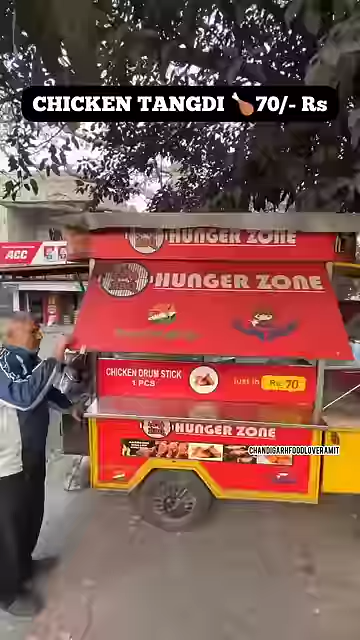 CHICKEN TANGDI 🍗70/- Rs
HUNGER ZONE
ACC
HUNGER ZONE
CHICKEN DRUM STICK
1 PCS
Just in Rs. 70
HUNGER ZONE
CHANDIGARHFOODLOVERAMIT